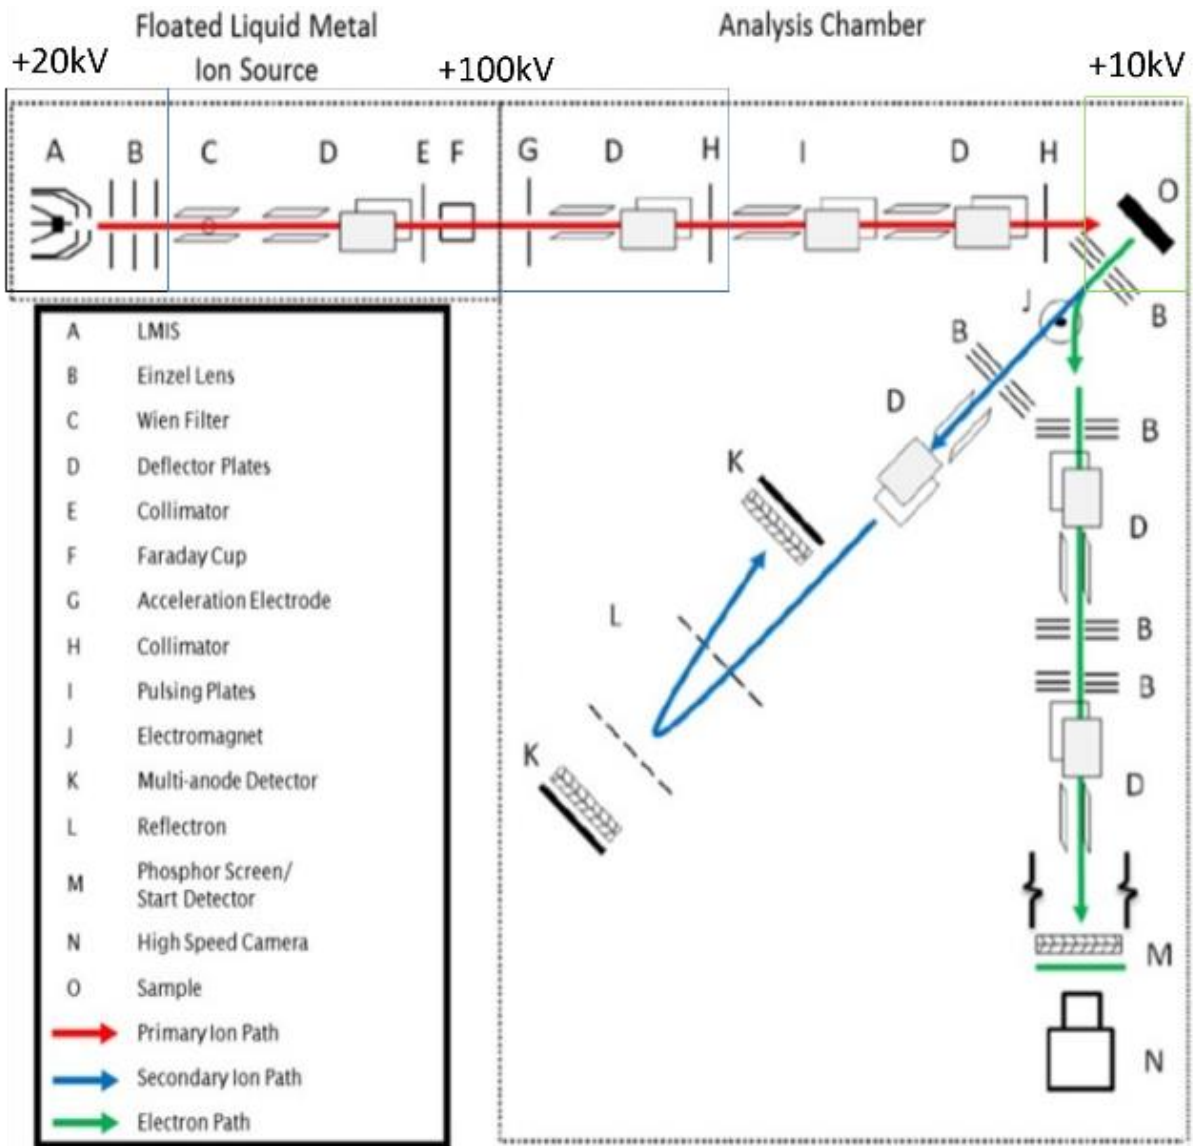 Floated Liquid Metal
Ion Source
Analysis Chamber
+20kV
+100kV
+10kV
A B C D E F G D H I D H O
J B
B
D
B
K
D
L
B
B
K
D
M
N
A LMIS
B Einzel Lens
C Wien Filter
D Deflector Plates
E Collimator
F Faraday Cup
G Acceleration Electrode
H Collimator
I Pulsing Plates
J Electromagnet
K Multi-anode Detector
L Reflectron
M Phosphor Screen/
Start Detector
N High Speed Camera
O Sample
Primary Ion Path
Secondary Ion Path
Electron Path